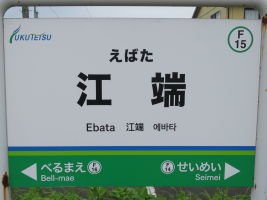 FUKUTETSU
F
15
えばた
江端
Ebata 江端 에바타
べるまえ
Bell-mae
せいめい
Seimei